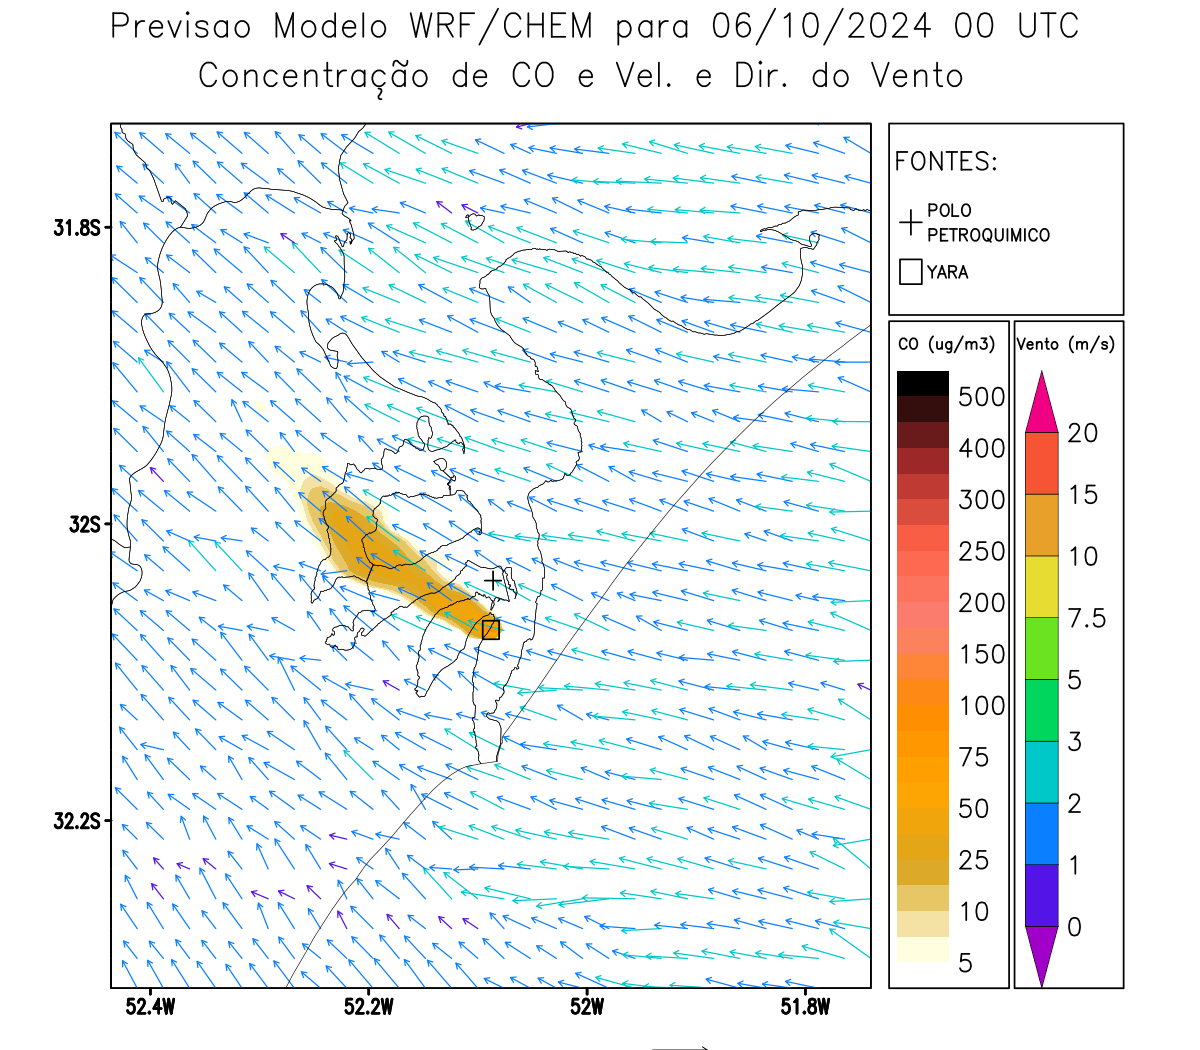 Previsao Modelo WRF/CHEM para 06/10/2024 00 UTC
Concentração de CO e Vel. e Dir. do Vento
FONTES:
POLO
PETROQUIMICO
YARA
CO (ug/m3)
500
400
300
250
200
150
100
75
50
25
10
5
Vento (m/s)
20
15
10
7.5
5
3
2
1
0
31.8S
32S
32.2S
52.4W
52.2W
52W
51.8W